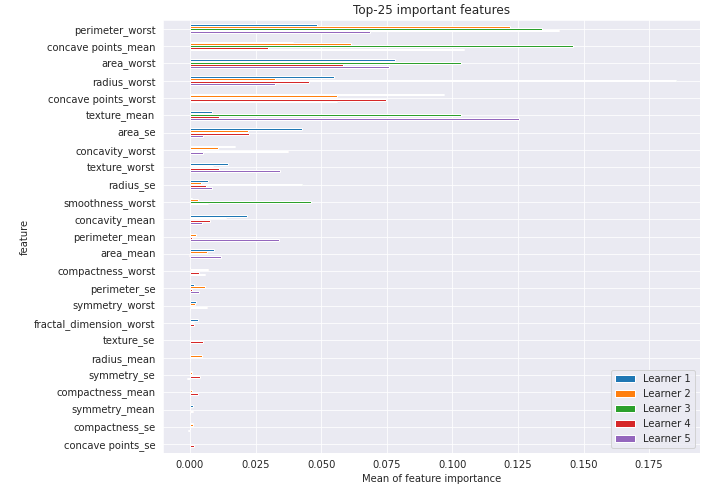 Top-25 important features
perimeter_worst
concave points_mean
area_worst
radius_worst
concave points_worst
texture_mean
area_se
concavity_worst
texture_worst
radius_se
smoothness_worst
concavity_mean
perimeter_mean
area_mean
compactness_worst
perimeter_se
symmetry_worst
fractal_dimension_worst
texture_se
radius_mean
symmetry_se
compactness_mean
symmetry_mean
compactness_se
concave points_se
feature
Learner 1
Learner 2
Learner 3
Learner 4
Learner 5
0.000 0.025 0.050 0.075 0.100 0.125 0.150 0.175
Mean of feature importance